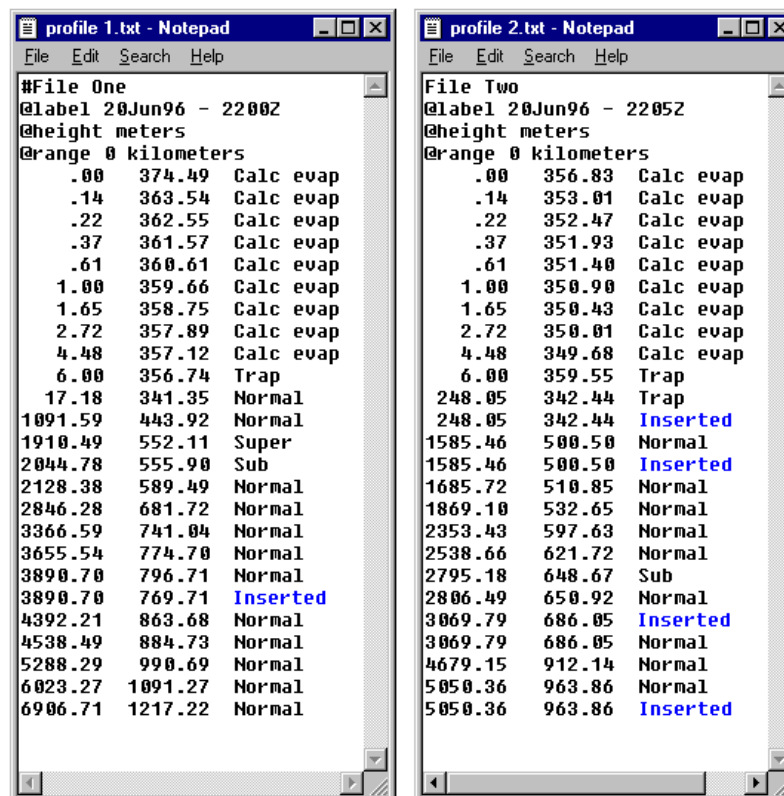 profile 1.txt - Notepad
File Edit Search Help
#File One
@label 20Jun96 - 2200Z
@height meters
@range 0 kilometers
.00 374.49 Calc evap
.14 363.54 Calc evap
.22 362.55 Calc evap
.37 361.57 Calc evap
.61 360.61 Calc evap
1.00 359.66 Calc evap
1.65 358.75 Calc evap
2.72 357.89 Calc evap
4.48 357.12 Calc evap
6.00 356.74 Trap
17.18 341.35 Normal
1091.59 443.92 Normal
1910.49 552.11 Super
2044.78 555.90 Sub
2128.38 589.49 Normal
2846.28 681.72 Normal
3366.59 741.04 Normal
3655.54 774.70 Normal
3890.70 796.71 Normal
3890.70 769.71 Inserted
4392.21 863.68 Normal
4538.49 884.73 Normal
5288.29 990.69 Normal
6023.27 1091.27 Normal
6906.71 1217.22 Normal
profile 2.txt - Notepad
File Edit Search Help
File Two
@label 20Jun96 - 2205Z
@height meters
@range 0 kilometers
.00 356.83 Calc evap
.14 353.01 Calc evap
.22 352.47 Calc evap
.37 351.93 Calc evap
.61 351.40 Calc evap
1.00 350.90 Calc evap
1.65 350.43 Calc evap
2.72 350.01 Calc evap
4.48 349.68 Calc evap
6.00 359.55 Trap
248.05 342.44 Trap
248.05 342.44 Inserted
1585.46 500.50 Normal
1585.46 500.50 Inserted
1685.72 510.85 Normal
1869.10 532.65 Normal
2353.43 597.63 Normal
2538.66 621.72 Normal
2795.18 648.67 Sub
2806.49 650.92 Normal
3069.79 686.05 Inserted
3069.79 686.05 Normal
4679.15 912.14 Normal
5050.36 963.86 Normal
5050.36 963.86 Inserted